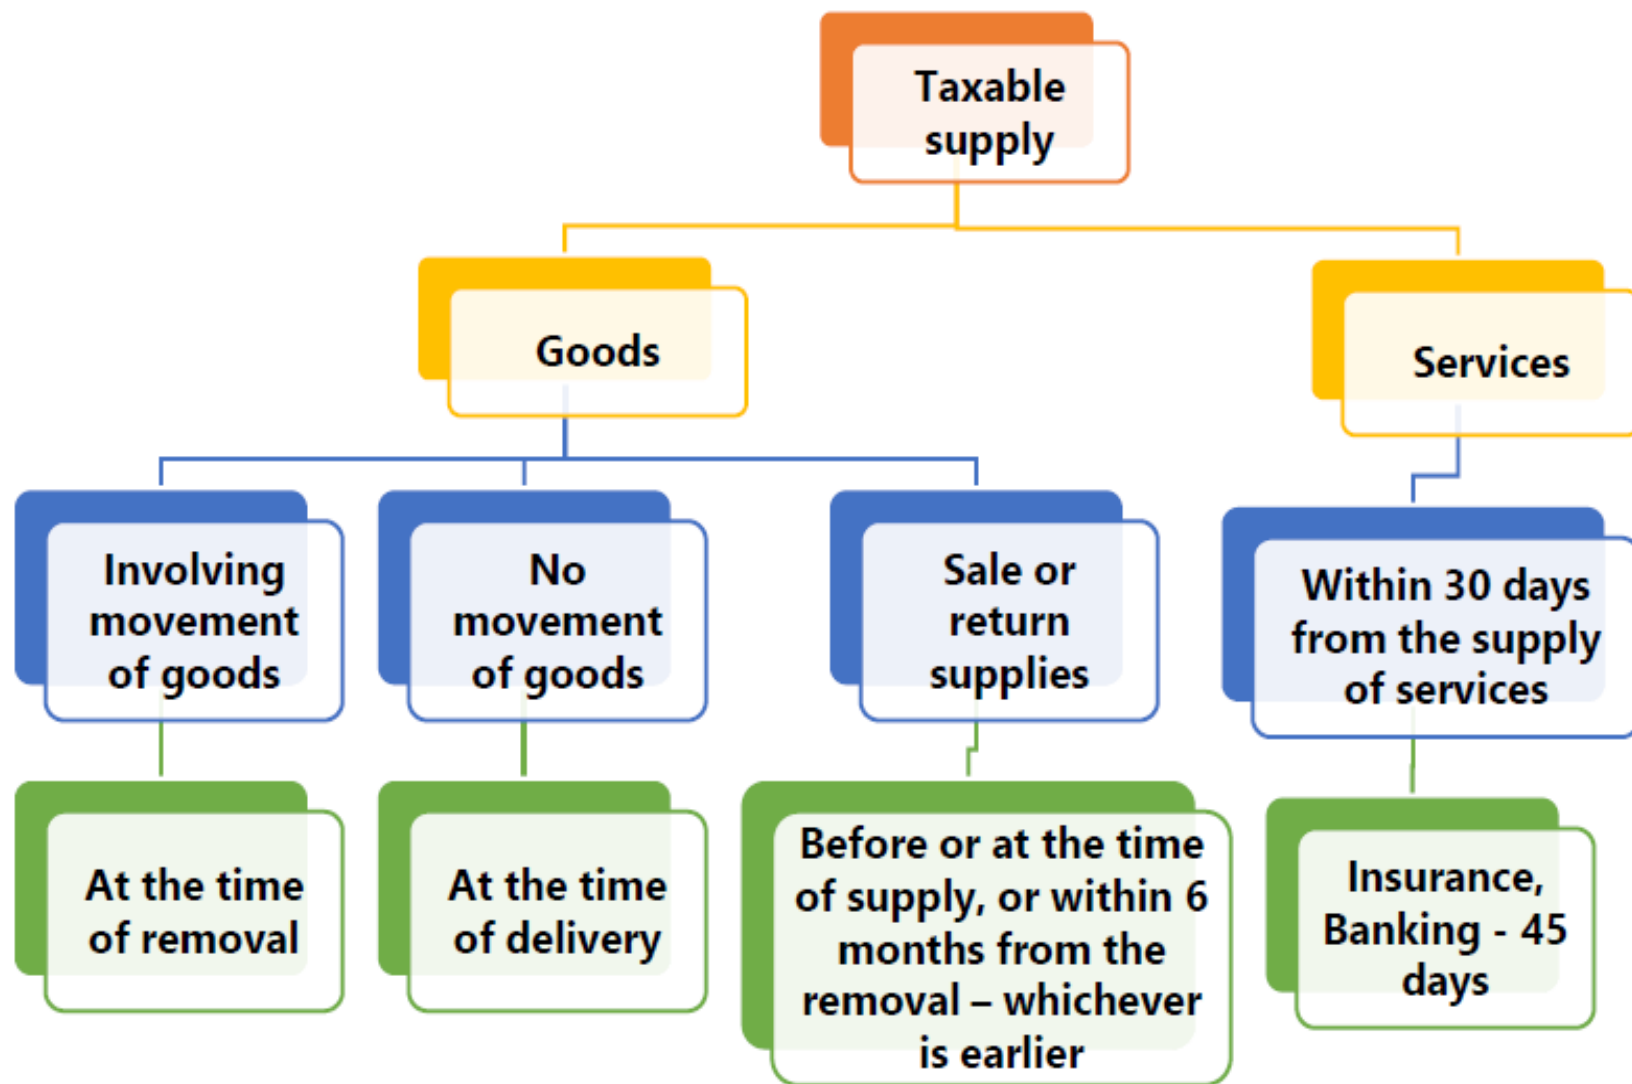 Taxable
supply
Goods
Services
Involving
movement
of goods
No
movement
of goods
Sale or
return
supplies
Within 30 days
from the supply
of services
At the time
of removal
At the time
of delivery
Before or at the time
of supply, or within 6
months from the
removal – whichever
is earlier
Insurance,
Banking - 45
days